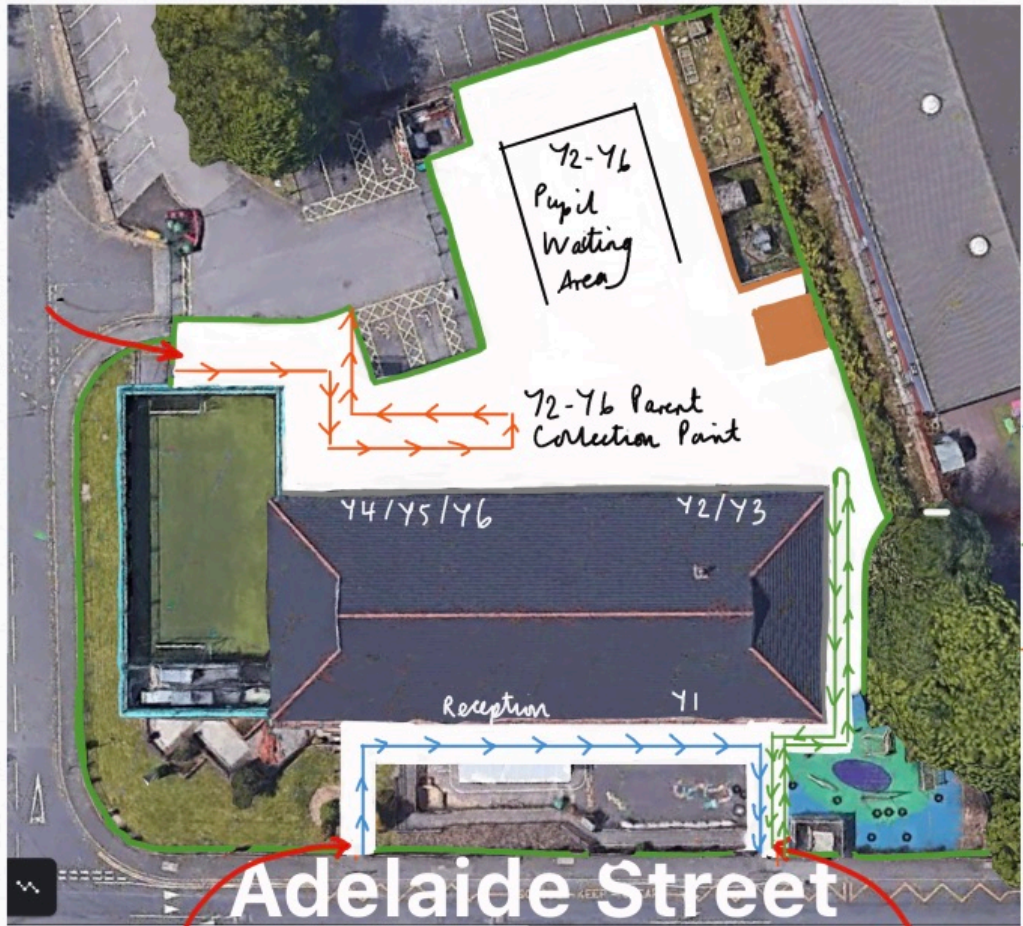 Y2-Y6
Pupil
Waiting
Area
Y2-Y6 Parent
Collection Point
Y4/Y5/Y6
Y2/Y3
Reception
Y1
Adelaide Street